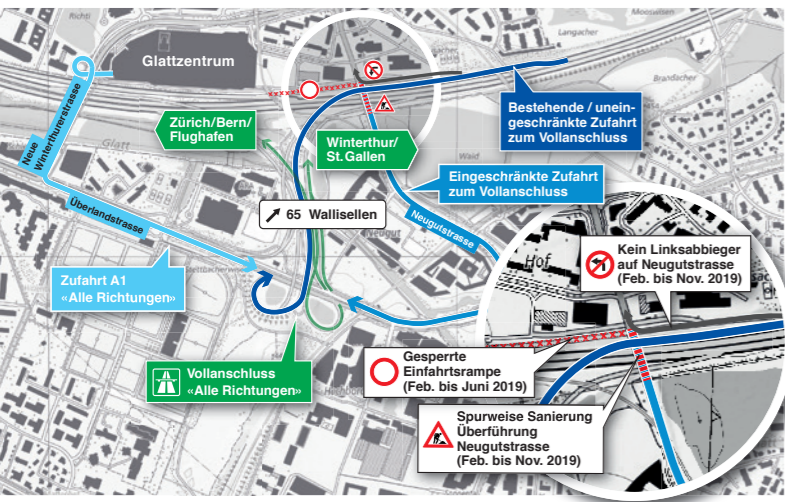 Richti
Langacher
Mooswiesen
Glattzentrum
Brandacher
Zürich/Bern/
Flughafen
Winterthur/
St. Gallen
Bestehende / unein-
geschränkte Zufahrt
zum Vollanschluss
Glatt
Neue
Winterthurerstrasse
Waid
Eingeschränkte Zufahrt
zum Vollanschluss
Überlandstrasse
65 Wallisellen
Neugutstrasse
Neugut
Hof
Kein Linksabbieger
auf Neugutstrasse
(Feb. bis Nov. 2019)
Zufahrt A1
«Alle Richtungen»
Gesperrte
Einfahrtsrampe
(Feb. bis Juni 2019)
Vollanschluss
«Alle Richtungen»
Spurweise Sanierung
Überführung
Neugutstrasse
(Feb. bis Nov. 2019)